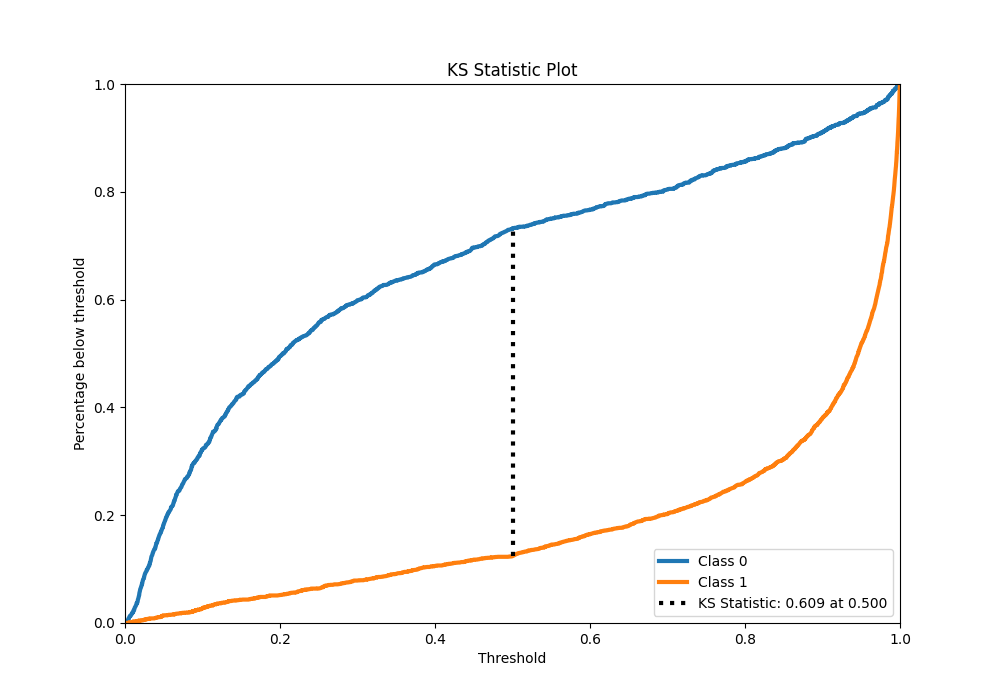 KS Statistic Plot
1.0
0.8
0.6
0.4
0.2
0.0
Percentage below threshold
0.0 0.2 0.4 0.6 0.8 1.0
Threshold
Class 0
Class 1
KS Statistic: 0.609 at 0.500